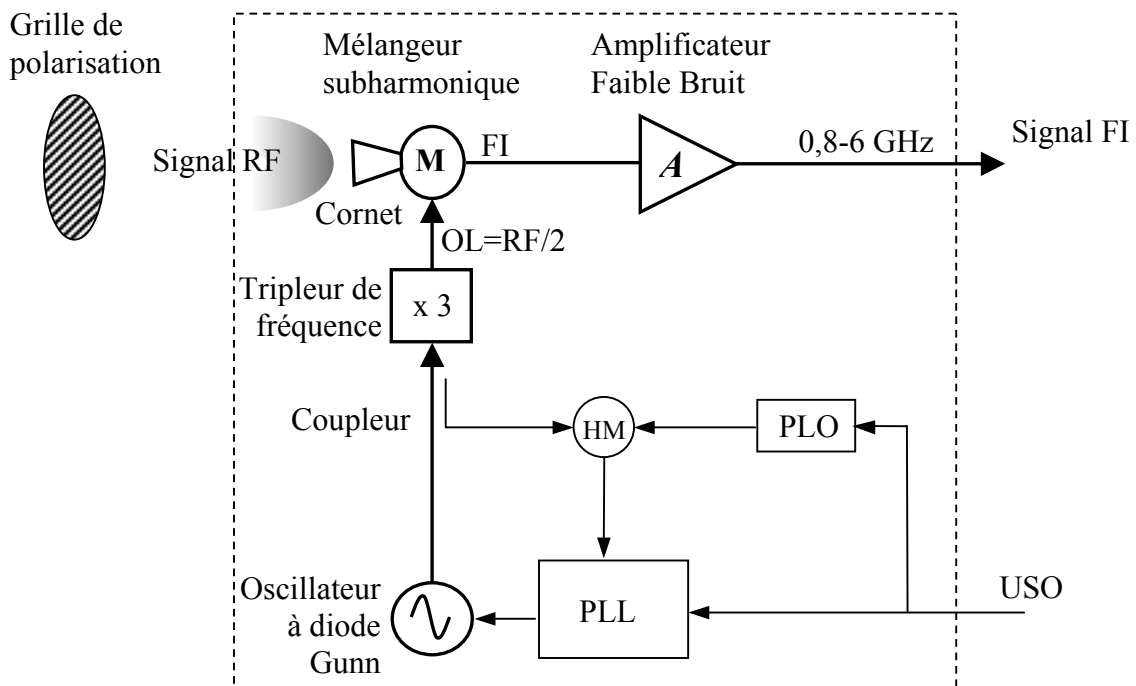 Grille de
polarisation
Mélangeur
subharmonique
Amplificateur
Faible Bruit
Signal RF
M
FI
A
0,8-6 GHz
Signal FI
Cornet
OL=RF/2
Tripleur de
fréquence
x 3
Coupleur
HM
PLO
Oscillateur
à diode
Gunn
PLL
USO